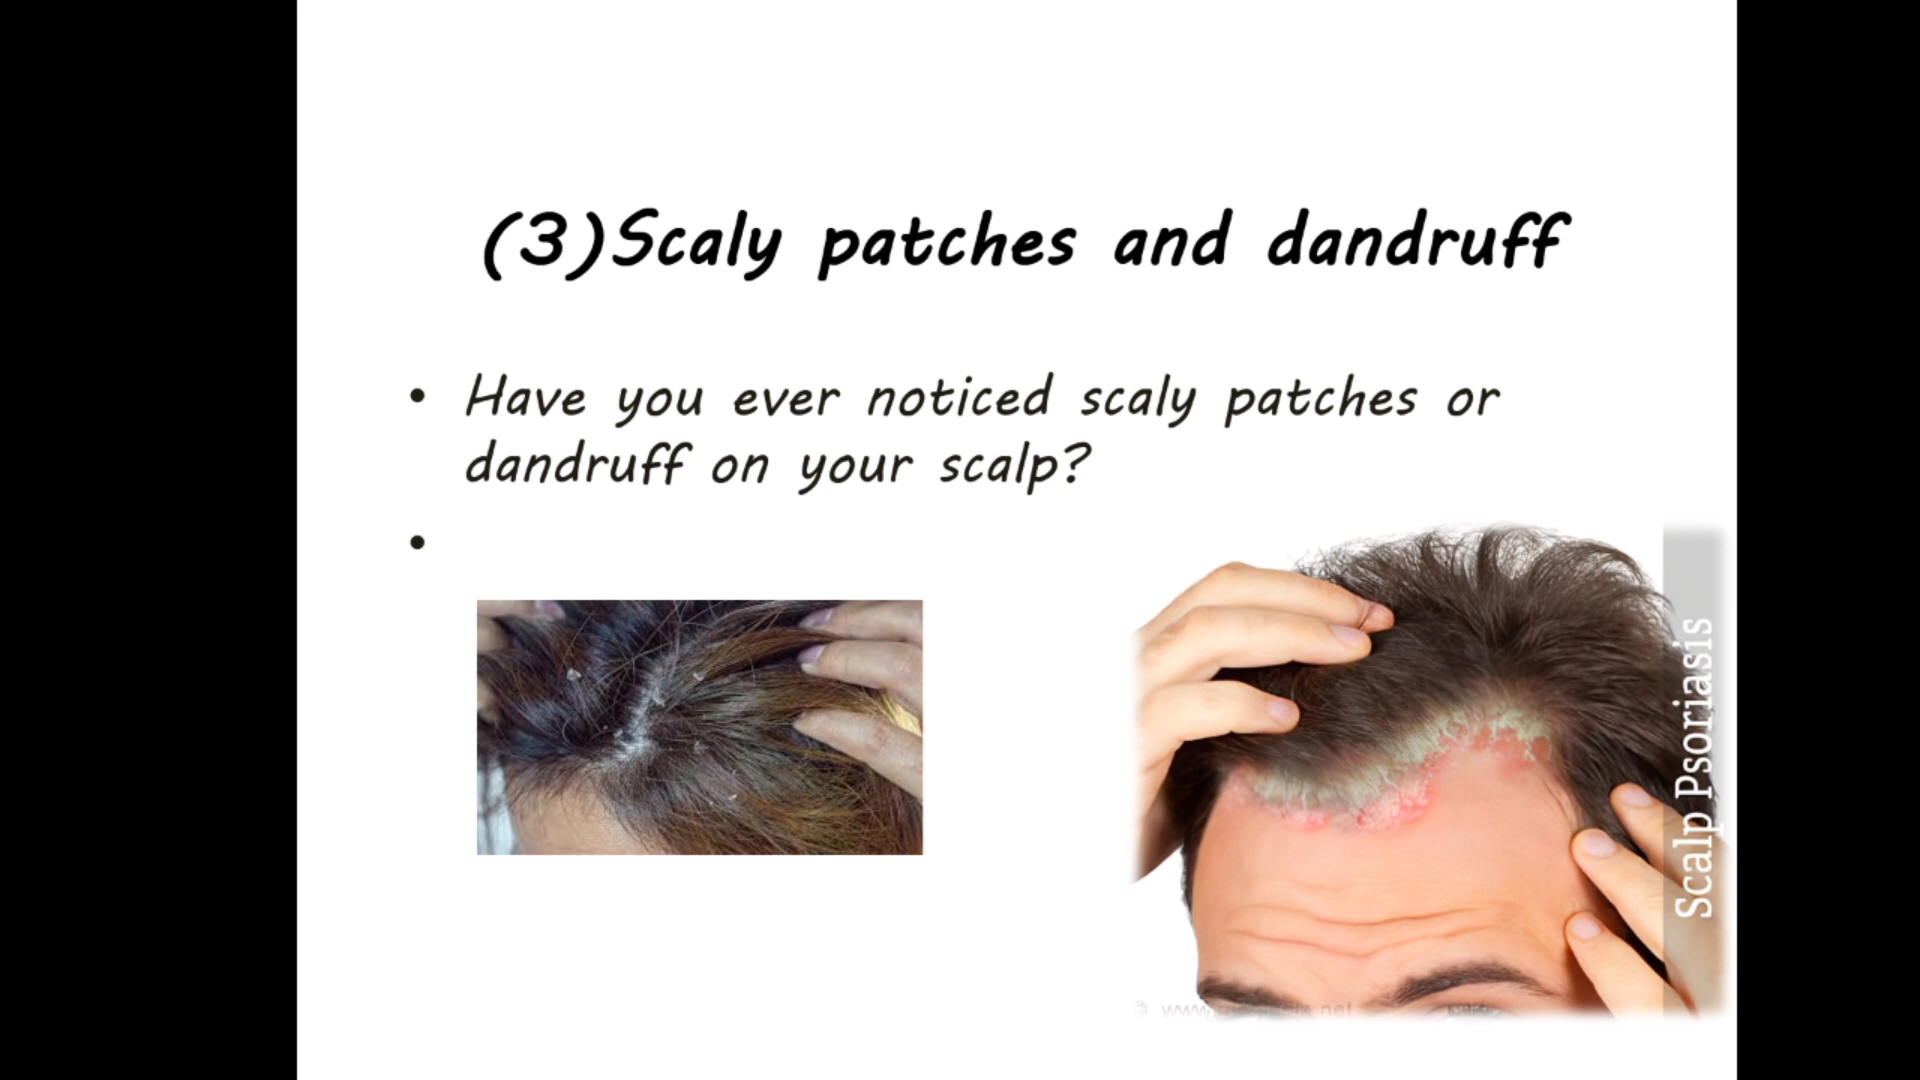 (3)Scaly patches and dandruff
• Have you ever noticed scaly patches or
dandruff on your scalp?
•
Scalp Psoriasis